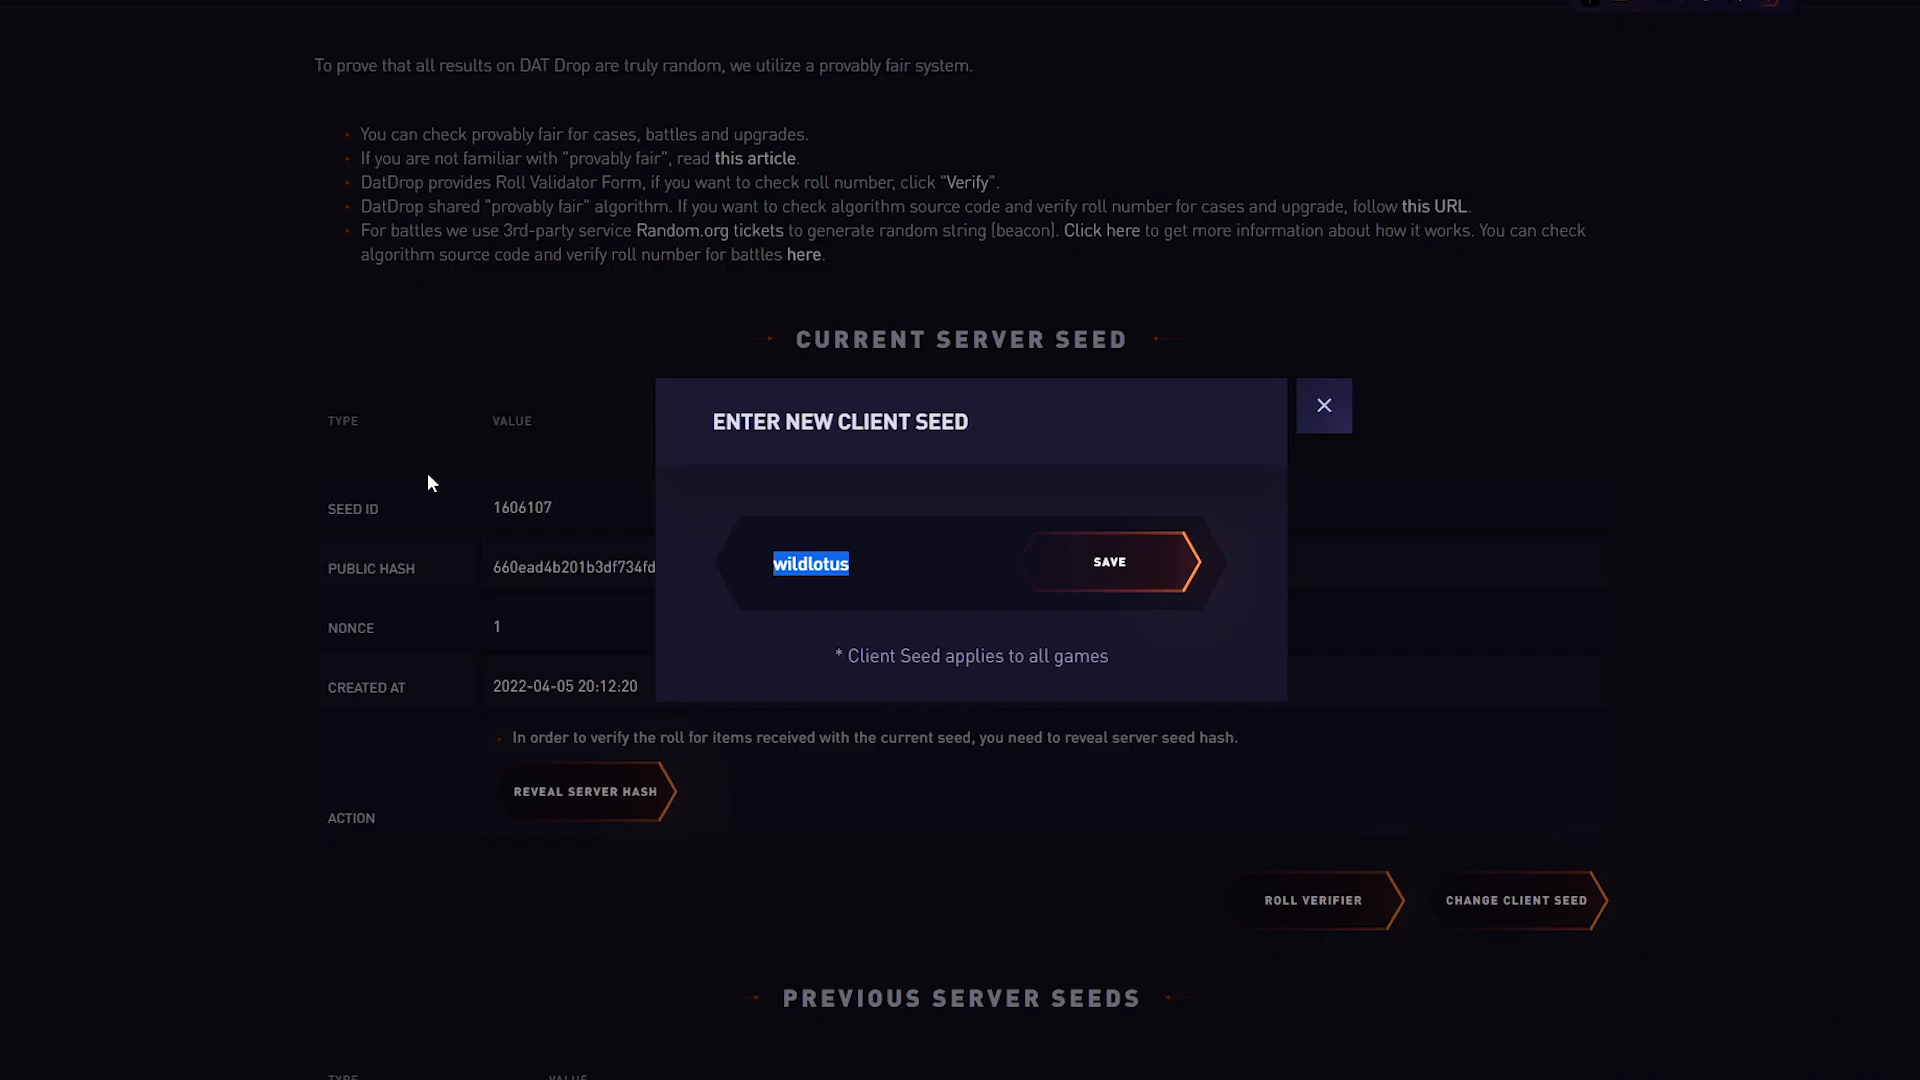 To prove that all results on DAT Drop are truly random, we utilize a provably fair system.
You can check provably fair for cases, battles and upgrades.
If you are not familiar with "provably fair", read this article.
DatDrop provides Roll Validator Form, if you want to check roll number, click "Verify".
DatDrop shared "provably fair" algorithm. If you want to check algorithm source code and verify roll number for cases and upgrade, follow this URL.
For battles we use 3rd-party service Random.org tickets to generate random string (beacon). Click here to get more information about how it works. You can check
algorithm source code and verify roll number for battles here.
CURRENT SERVER SEED
TYPE VALUE
ENTER NEW CLIENT SEED
SEED ID 1606107
wildlotus SAVE
PUBLIC HASH 660ead4b201b3df734fd
NONCE 1
* Client Seed applies to all games
CREATED AT 2022-04-05 20:12:20
In order to verify the roll for items received with the current seed, you need to reveal server seed hash.
REVEAL SERVER HASH
ACTION
ROLL VERIFIER CHANGE CLIENT SEED
PREVIOUS SERVER SEEDS
TYPE VALUE